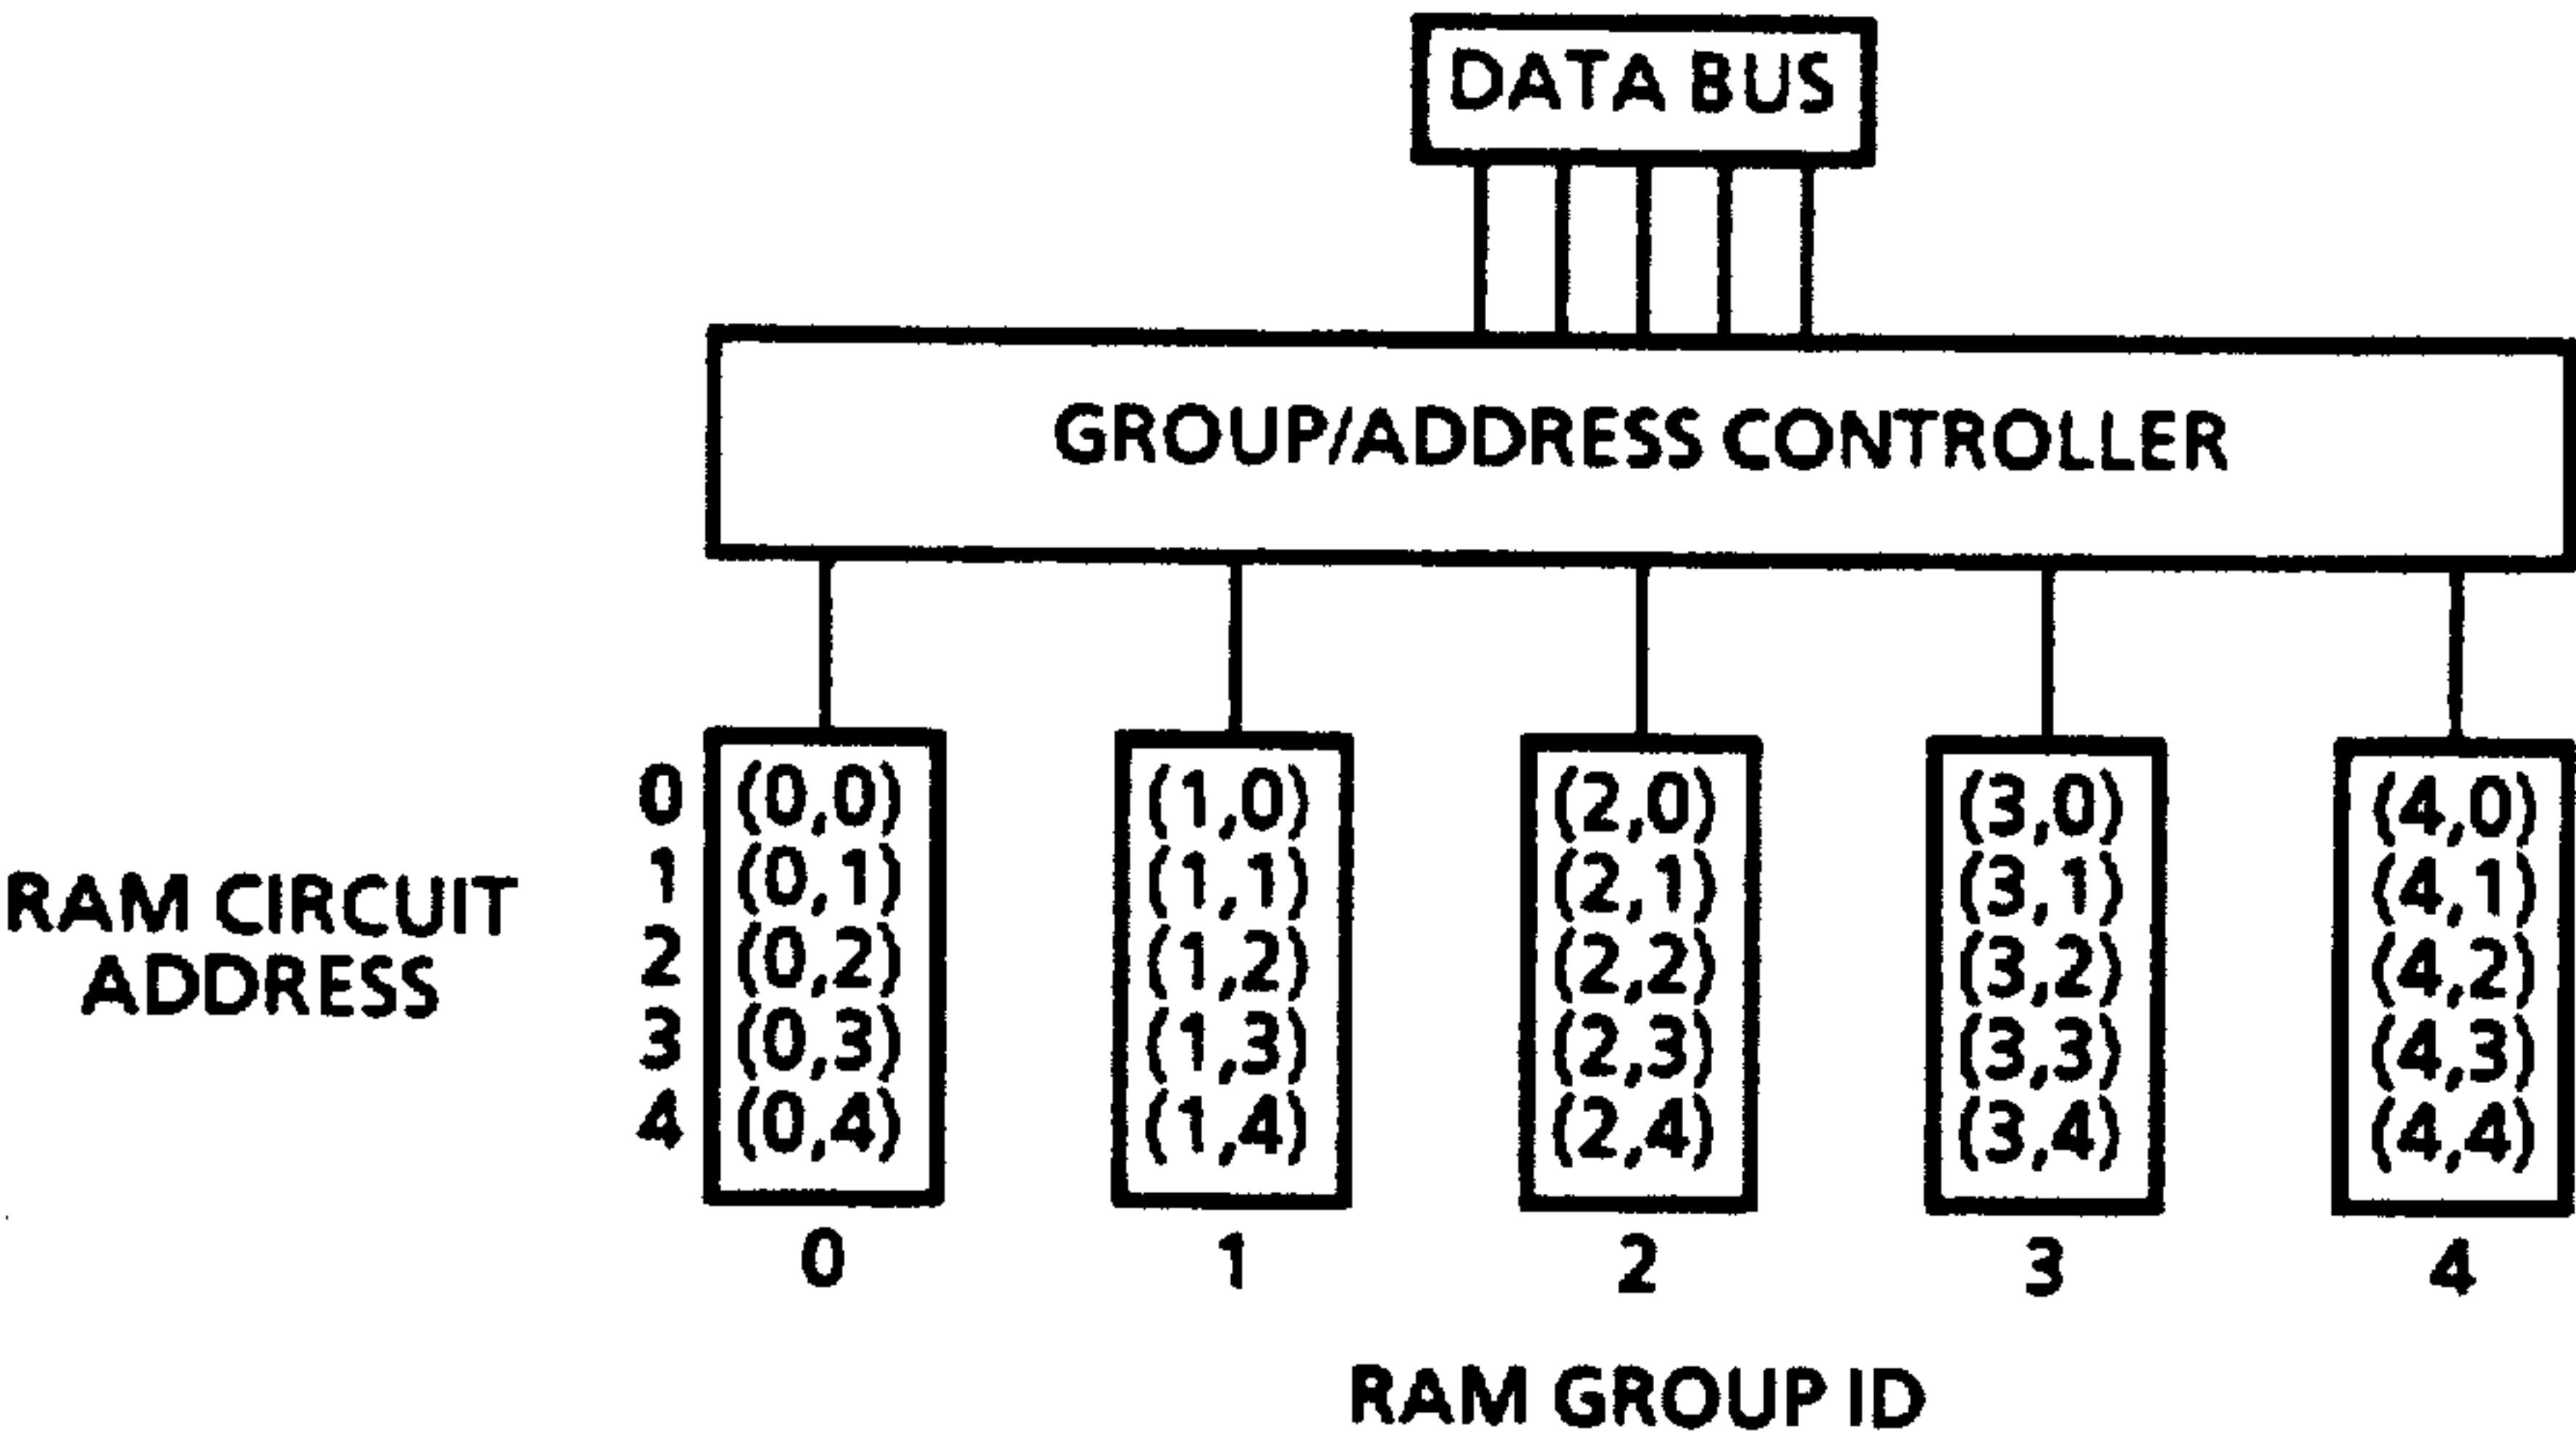 DATA BUS
GROUP/ADDRESS CONTROLLER
0 (0,0) (1,0) (2,0) (3,0) (4,0)
1 (0,1) (1,1) (2,1) (3,1) (4,1)
RAM CIRCUIT
2 (0,2) (1,2) (2,2) (3,2) (4,2)
ADDRESS
3 (0,3) (1,3) (2,3) (3,3) (4,3)
4 (0,4) (1,4) (2,4) (3,4) (4,4)
0 1 2 3 4
RAM GROUP ID